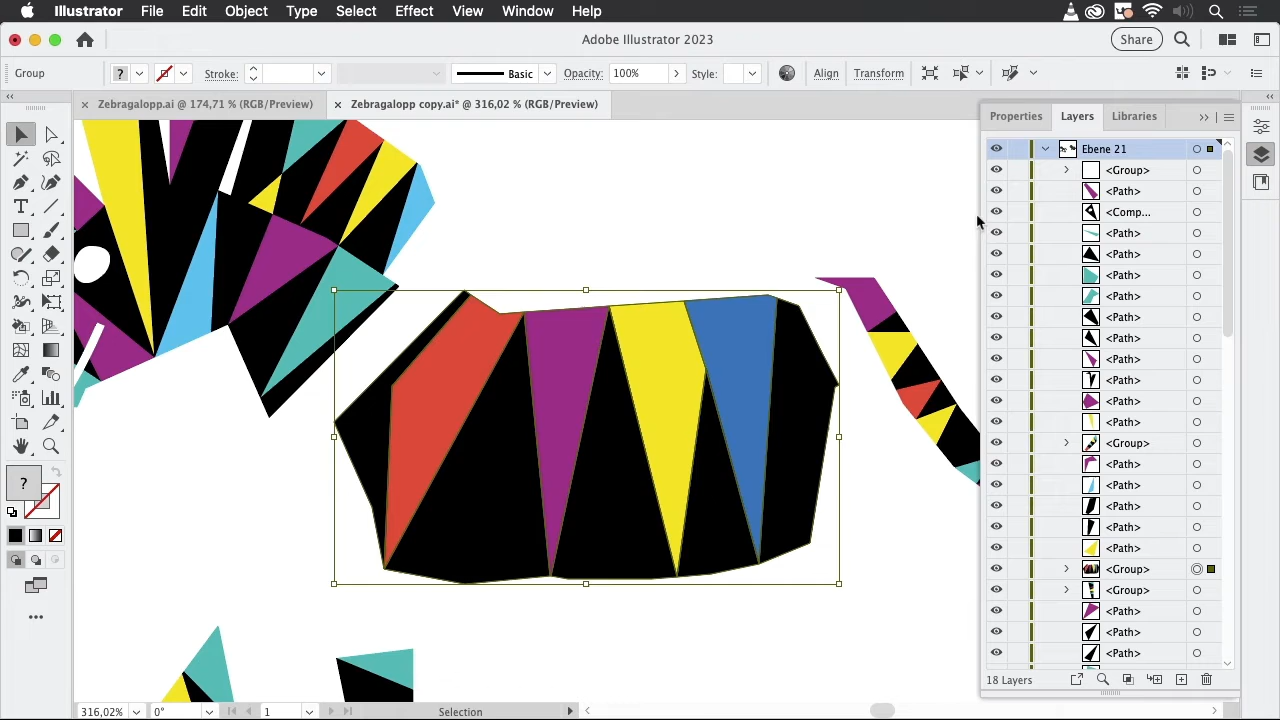 Illustrator File Edit Object Type Select Effect View Window Help
Adobe Illustrator 2023
Share
Group
?
Stroke:
Basic
Opacity: 100%
Style:
Align
Transform
Zebragalopp.ai @ 174,71 % (RGB/Preview)
Zebragalopp copy.ai* @ 316,02 % (RGB/Preview)
Properties Layers Libraries
Ebene 21
<Group>
<Path>
<Comp...
<Path>
<Path>
<Path>
<Path>
<Path>
<Path>
<Path>
<Path>
<Path>
<Path>
<Group>
<Path>
<Path>
<Path>
<Path>
<Path>
<Group>
<Group>
<Path>
<Path>
<Path>
18 Layers
?
316,02%
0°
1
Selection